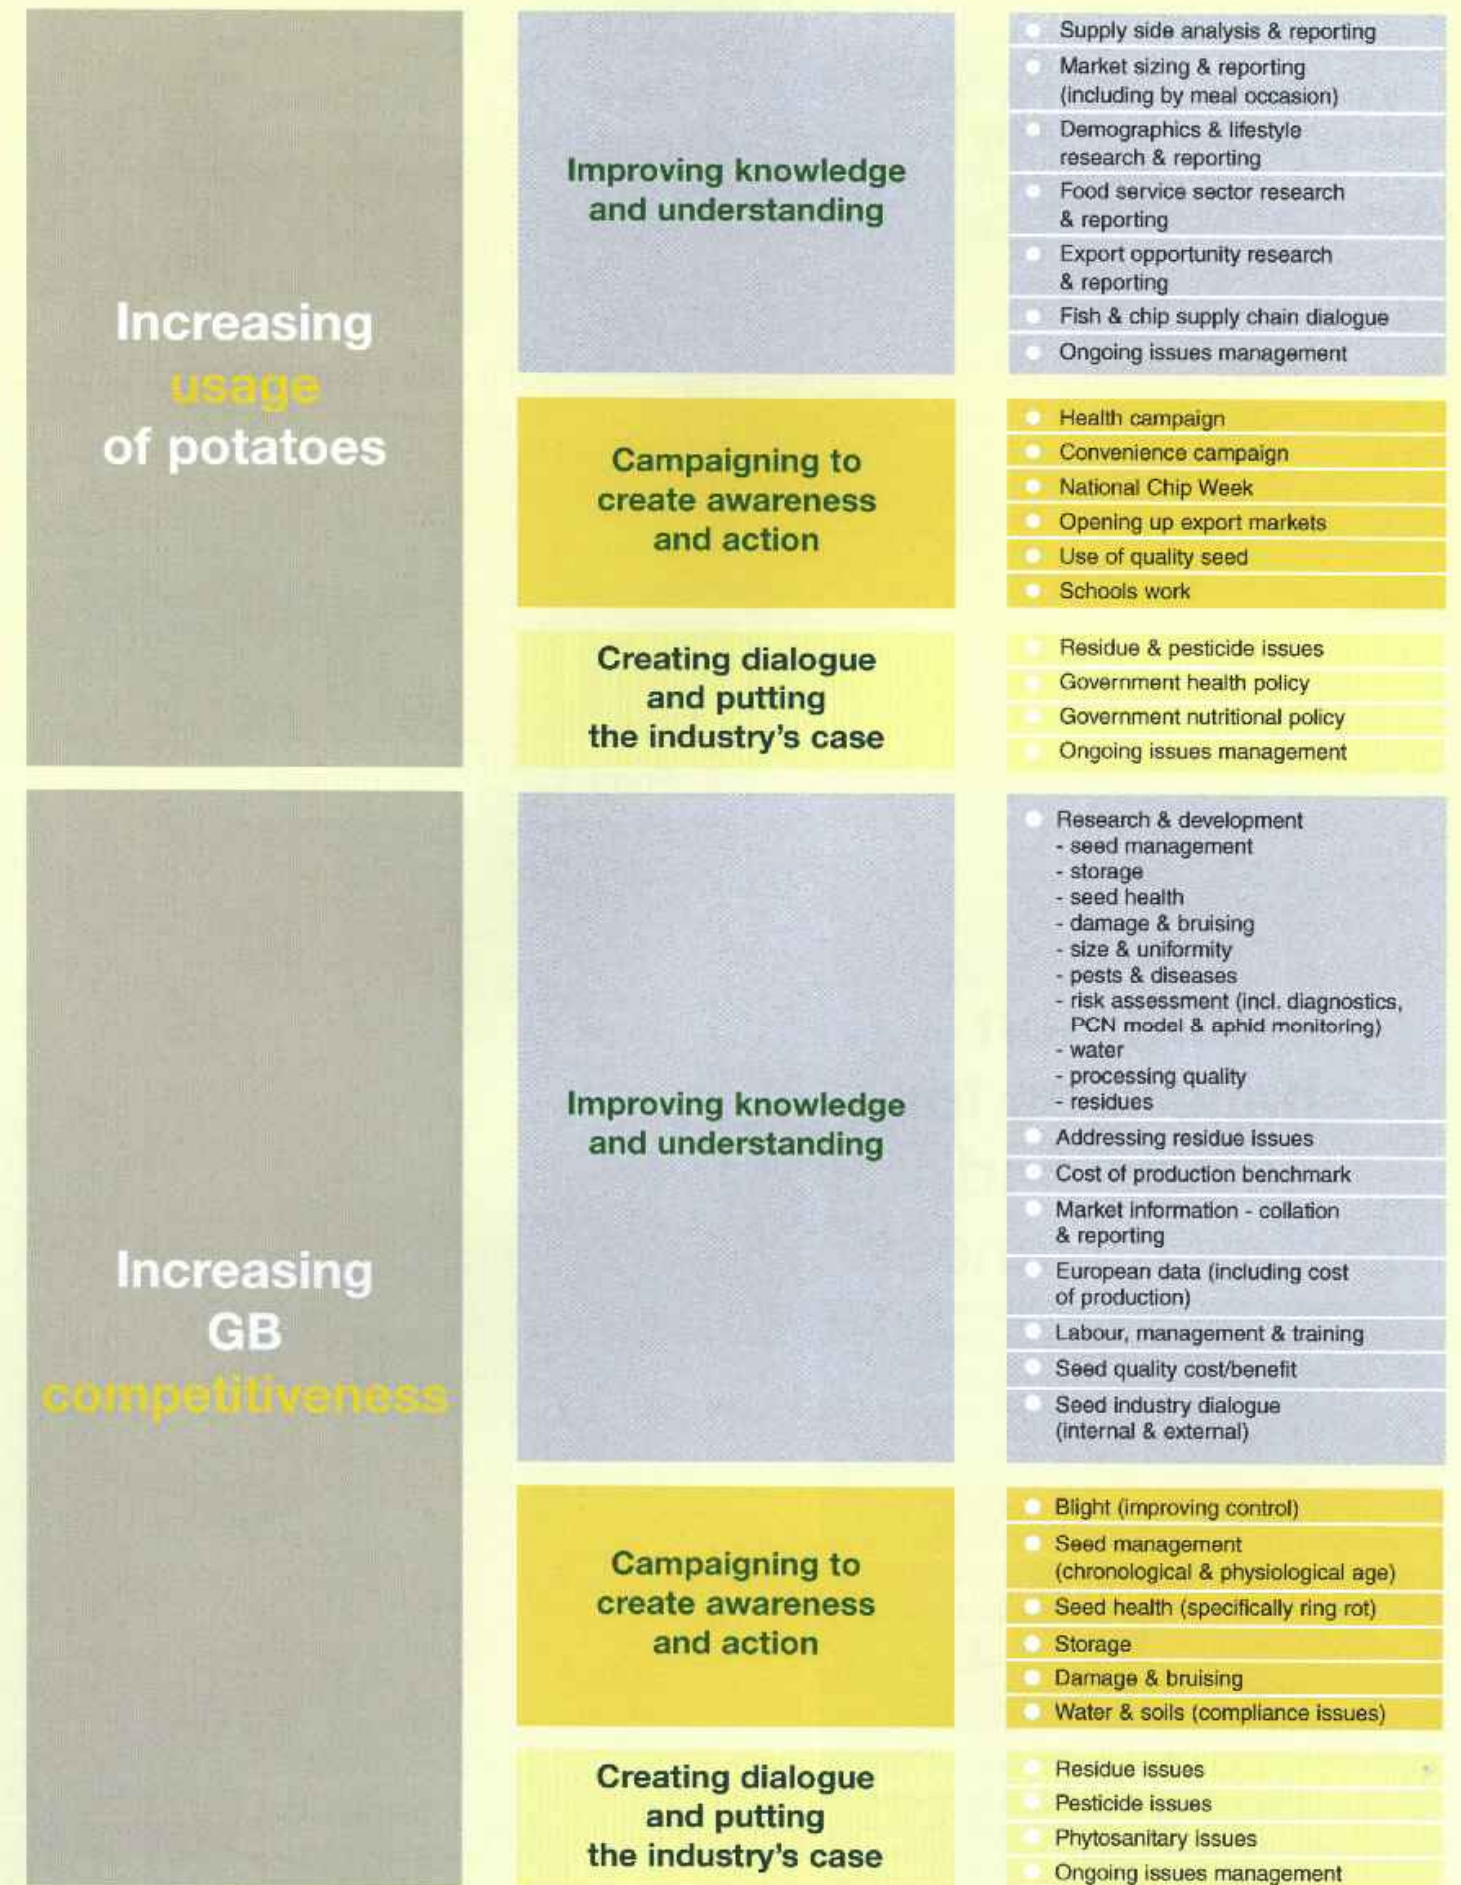 Increasing
usage
of potatoes
Improving knowledge
and understanding
Supply side analysis & reporting
Market sizing & reporting
(including by meal occasion)
Demographics & lifestyle
research & reporting
Food service sector research
& reporting
Export opportunity research
& reporting
Fish & chip supply chain dialogue
Ongoing issues management
Campaigning to
create awareness
and action
Health campaign
Convenience campaign
National Chip Week
Opening up export markets
Use of quality seed
Schools work
Creating dialogue
and putting
the industry's case
Residue & pesticide issues
Government health policy
Government nutritional policy
Ongoing issues management
Increasing
GB
competitiveness
Improving knowledge
and understanding
Research & development
- seed management
- storage
- seed health
- damage & bruising
- size & uniformity
- pests & diseases
- risk assessment (incl. diagnostics,
PCN model & aphid monitoring)
- water
- processing quality
- residues
Addressing residue issues
Cost of production benchmark
Market information - collation
& reporting
European data (including cost
of production)
Labour, management & training
Seed quality cost/benefit
Seed industry dialogue
(internal & external)
Campaigning to
create awareness
and action
Blight (improving control)
Seed management
(chronological & physiological age)
Seed health (specifically ring rot)
Storage
Damage & bruising
Water & soils (compliance issues)
Creating dialogue
and putting
the industry's case
Residue issues
Pesticide issues
Phytosanitary issues
Ongoing issues management